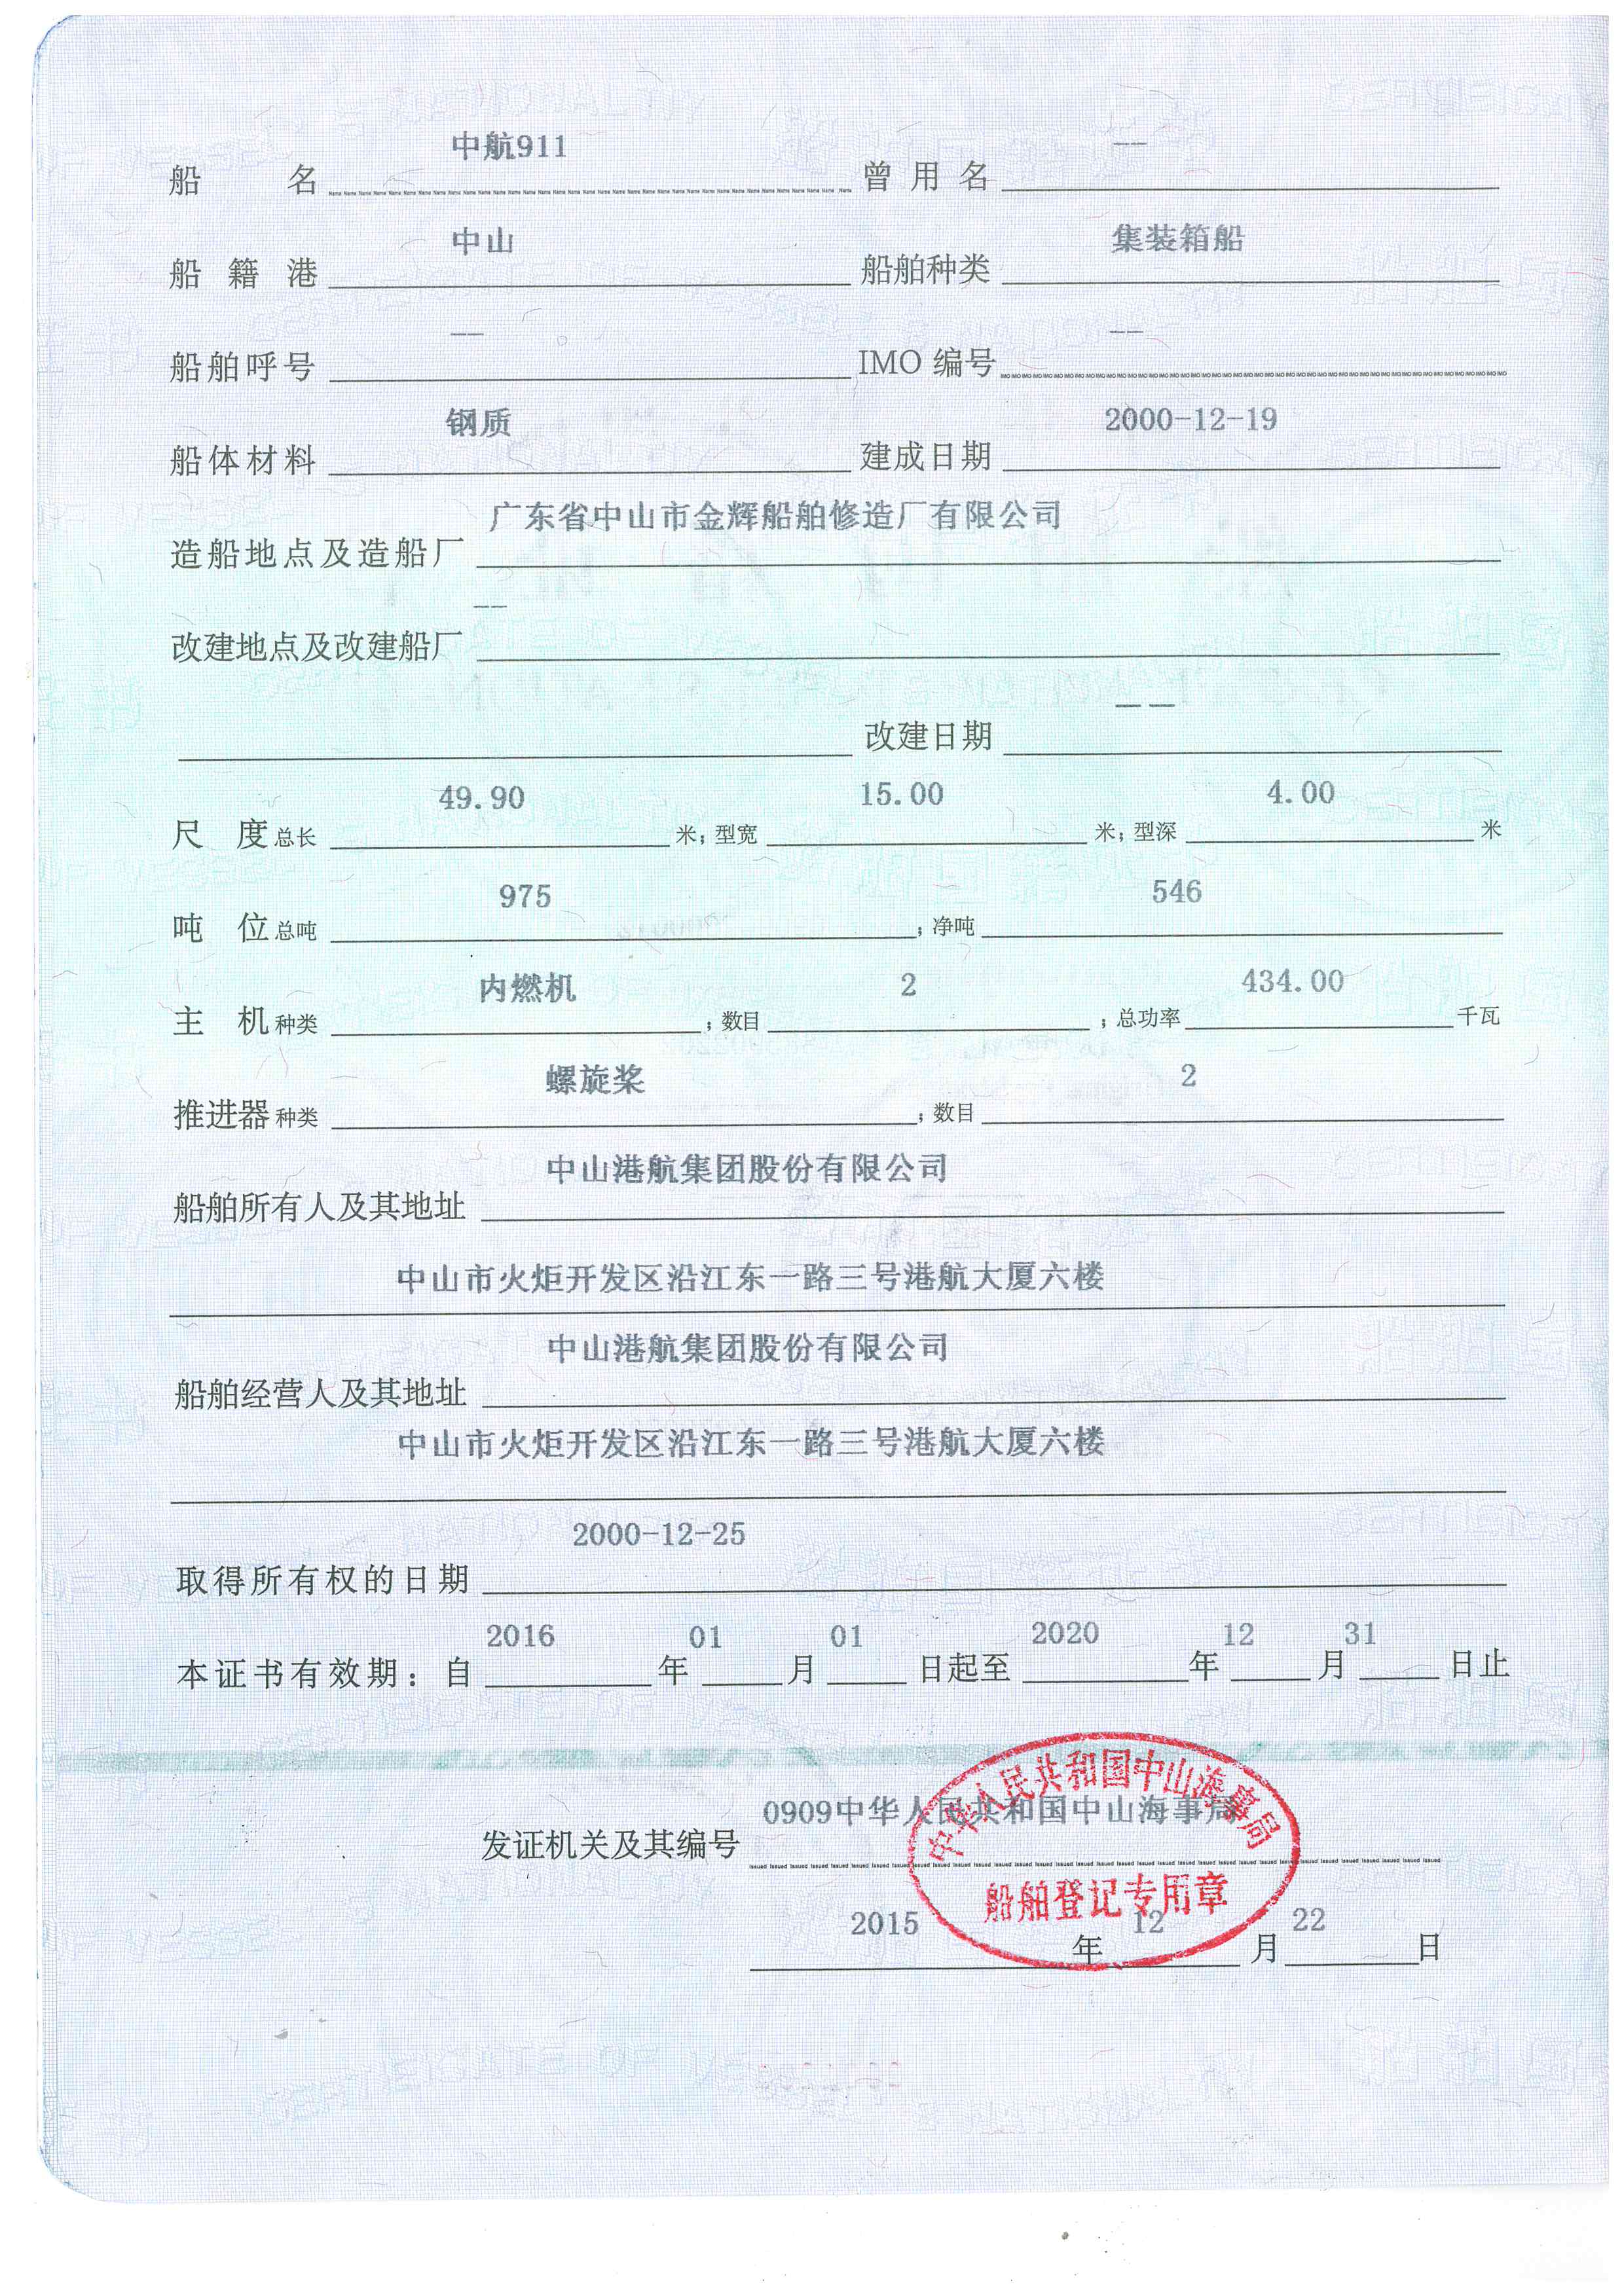 船名 中航911 曾用名 ——
船籍港 中山 船舶种类 集装箱船
船舶呼号 —— IMO 编号 ——
船体材料 钢质 建成日期 2000-12-19
造船地点及造船厂 广东省中山市金辉船舶修造厂有限公司
改建地点及改建船厂 ——
改建日期 ——
尺度 总长 49.90 米；型宽 15.00 米；型深 4.00 米
吨位 总吨 975 ；净吨 546
主机 种类 内燃机 ；数目 2 ；总功率 434.00 千瓦
推进器 种类 螺旋桨 ；数目 2
船舶所有人及其地址 中山港航集团股份有限公司
中山市火炬开发区沿江东一路三号港航大厦六楼
船舶经营人及其地址 中山港航集团股份有限公司
中山市火炬开发区沿江东一路三号港航大厦六楼
取得所有权的日期 2000-12-25
本证书有效期：自 2016 年 01 月 01 日起至 2020 年 12 月 31 日止
发证机关及其编号 0909中华人民共和国中山海事局
中华人民共和国中山海事局
船舶登记专用章
2015 年 12 月 22 日